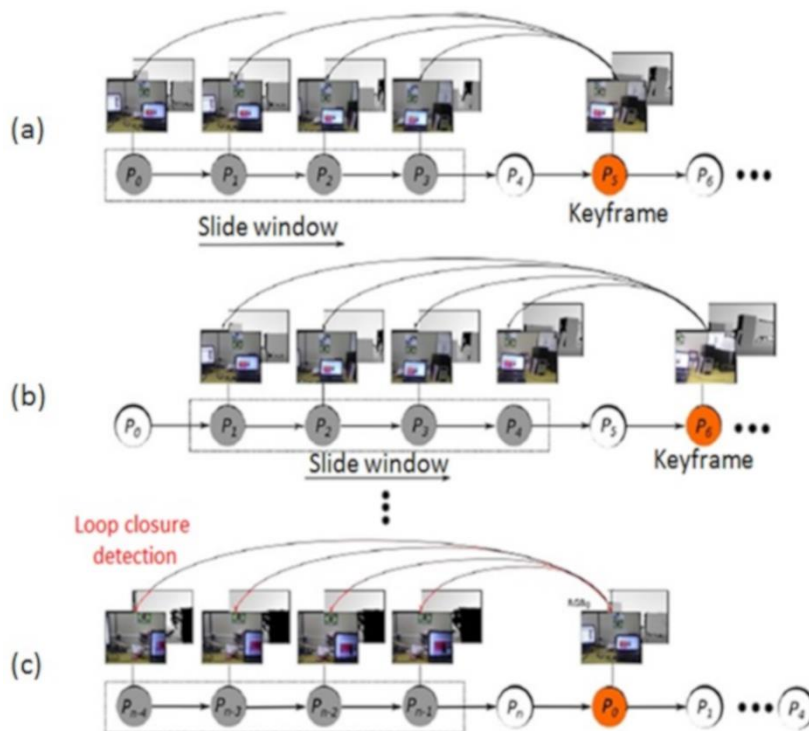 (a)
P0 P1 P2 P3 P4 P5 P6 •••
Keyframe
Slide window
(b)
P0 P1 P2 P3 P4 P5 P6 •••
Keyframe
Slide window
Loop closure
detection
(c)
Pn-4 Pn-3 Pn-2 Pn-1 Pn P0 P1 ••• P4